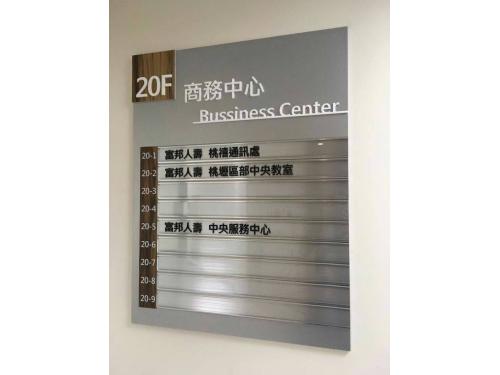 20F
商務中心
Bussiness Center
20-1 富邦人壽 桃禧通訊處
20-2 富邦人壽 桃壢區部中央教室
20-3
20-4
20-5 富邦人壽 中央服務中心
20-6
20-7
20-8
20-9